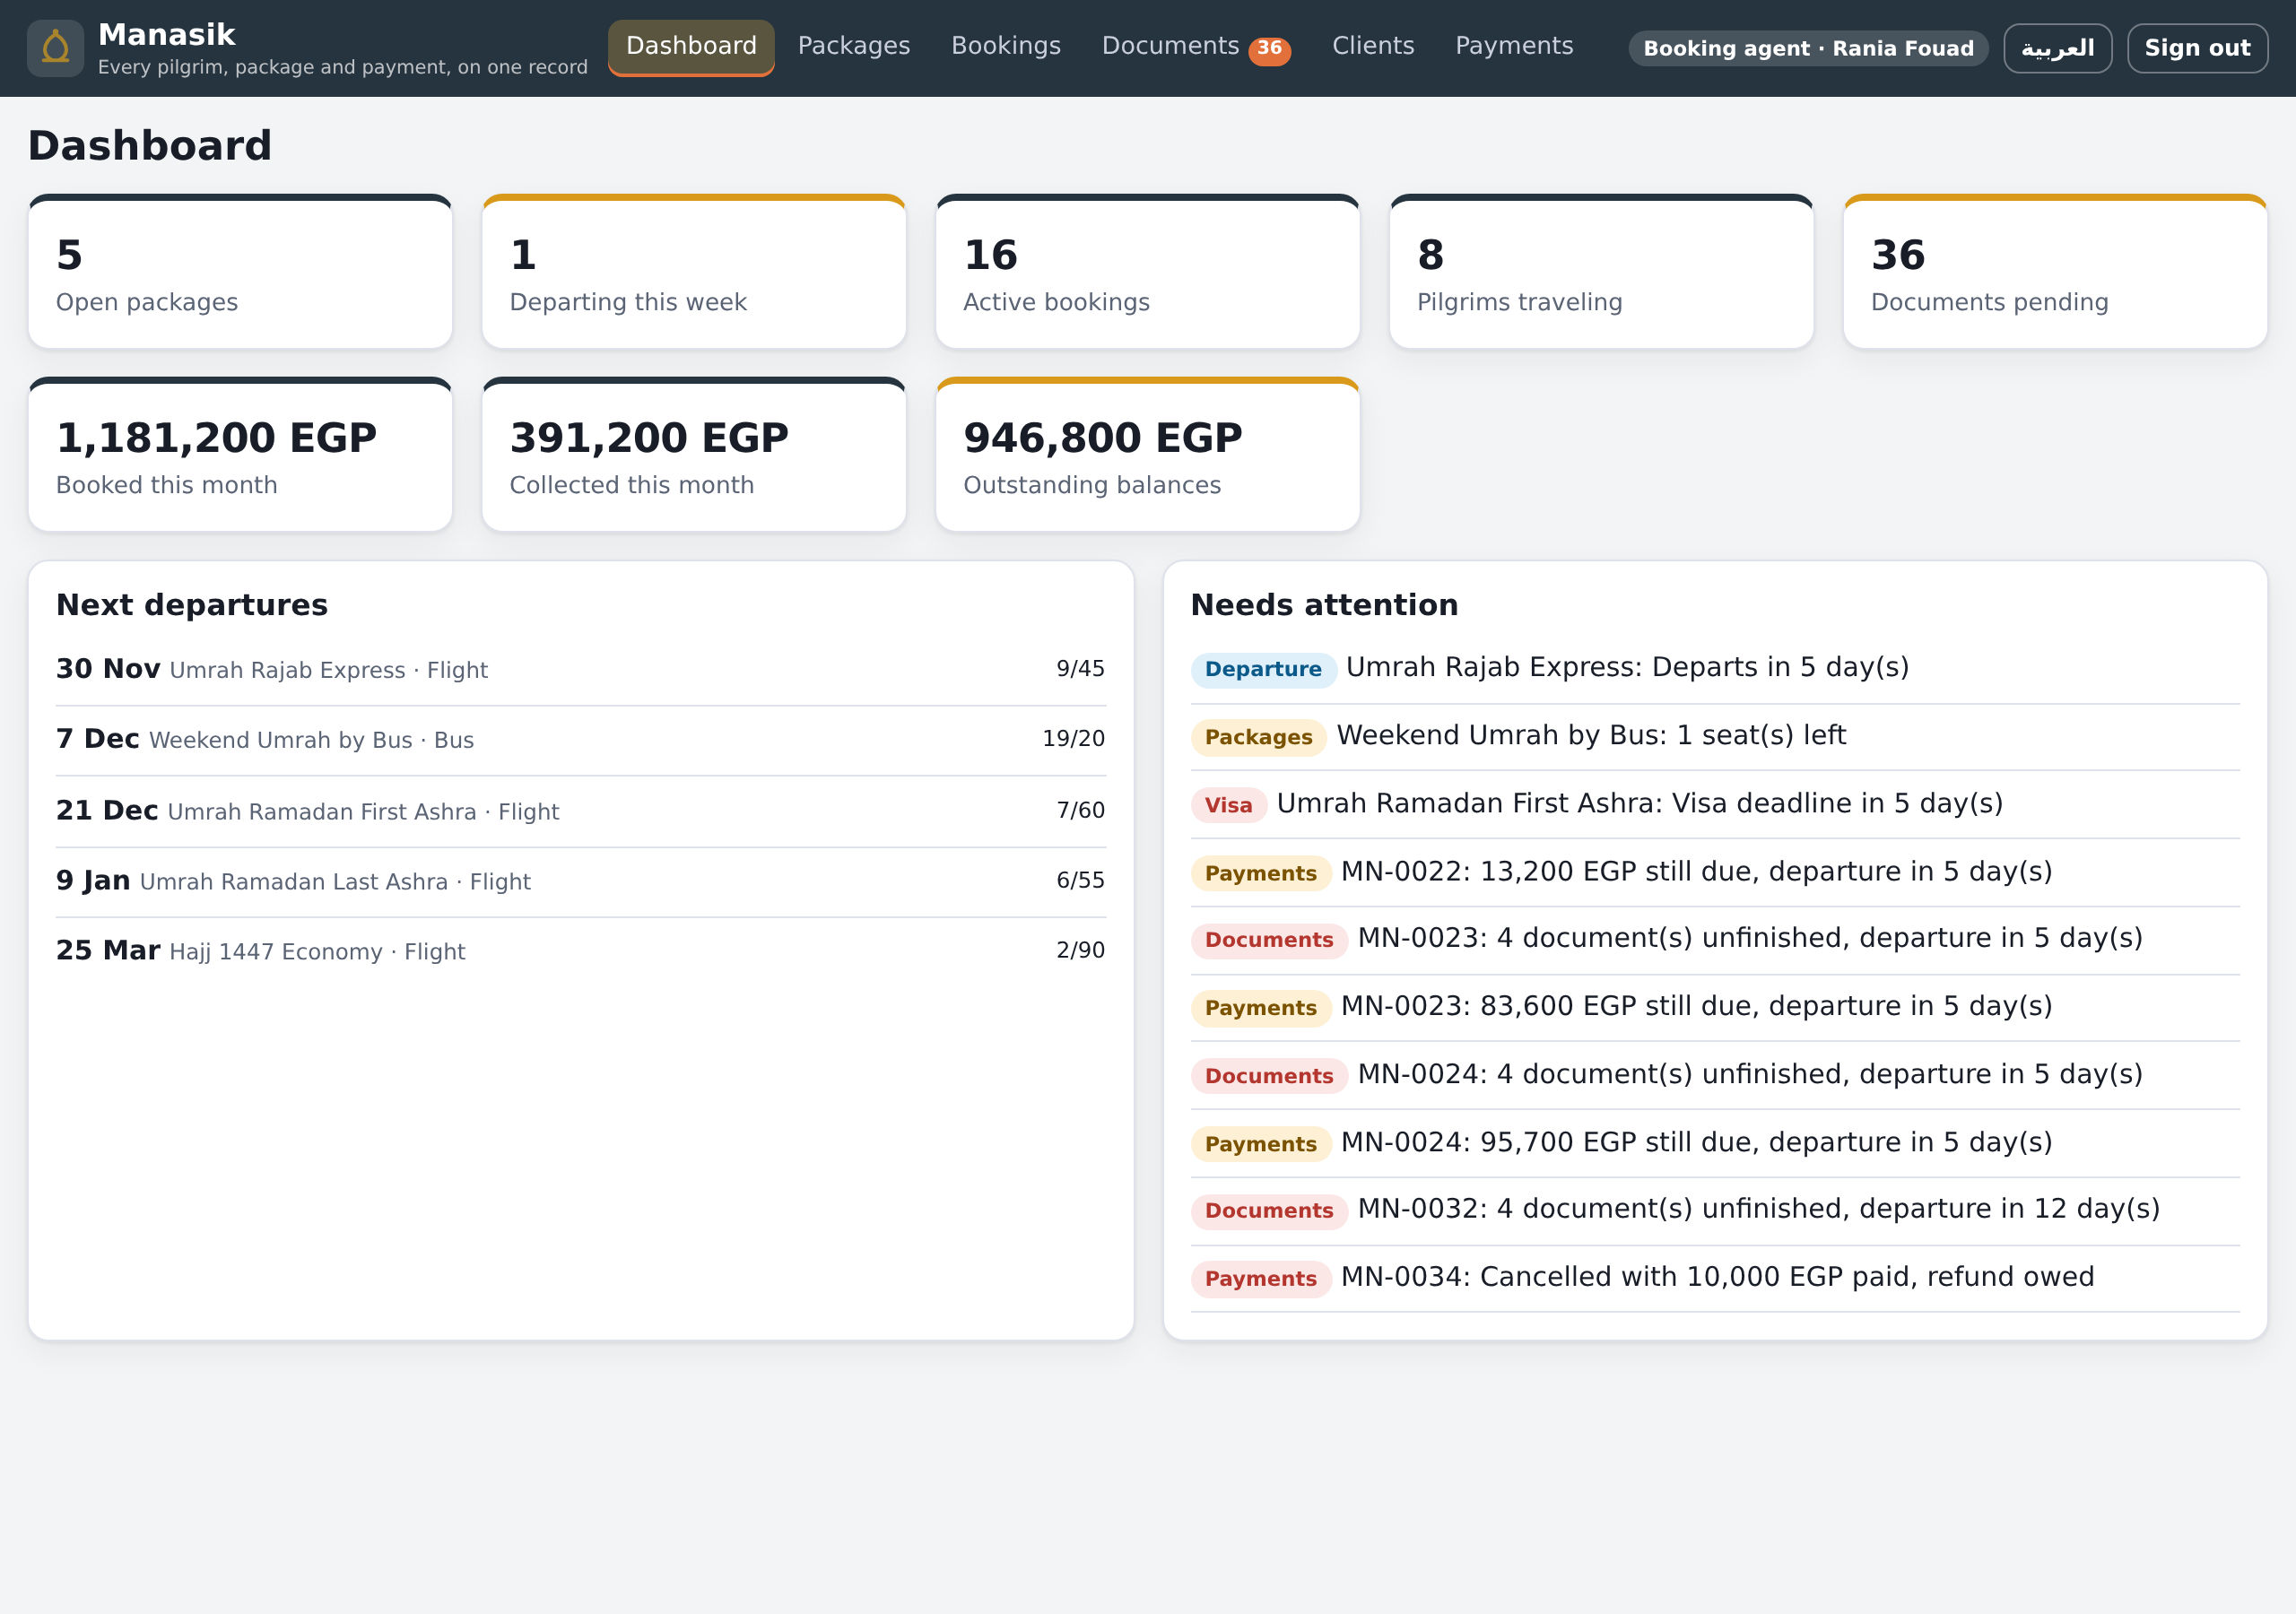 Manasik
Every pilgrim, package and payment, on one record
Dashboard
Packages
Bookings
Documents 36
Clients
Payments
Booking agent · Rania Fouad
العربية
Sign out
Dashboard
5
Open packages
1
Departing this week
16
Active bookings
8
Pilgrims traveling
36
Documents pending
1,181,200 EGP
Booked this month
391,200 EGP
Collected this month
946,800 EGP
Outstanding balances
Next departures
30 Nov Umrah Rajab Express · Flight 9/45
7 Dec Weekend Umrah by Bus · Bus 19/20
21 Dec Umrah Ramadan First Ashra · Flight 7/60
9 Jan Umrah Ramadan Last Ashra · Flight 6/55
25 Mar Hajj 1447 Economy · Flight 2/90
Needs attention
Departure Umrah Rajab Express: Departs in 5 day(s)
Packages Weekend Umrah by Bus: 1 seat(s) left
Visa Umrah Ramadan First Ashra: Visa deadline in 5 day(s)
Payments MN-0022: 13,200 EGP still due, departure in 5 day(s)
Documents MN-0023: 4 document(s) unfinished, departure in 5 day(s)
Payments MN-0023: 83,600 EGP still due, departure in 5 day(s)
Documents MN-0024: 4 document(s) unfinished, departure in 5 day(s)
Payments MN-0024: 95,700 EGP still due, departure in 5 day(s)
Documents MN-0032: 4 document(s) unfinished, departure in 12 day(s)
Payments MN-0034: Cancelled with 10,000 EGP paid, refund owed